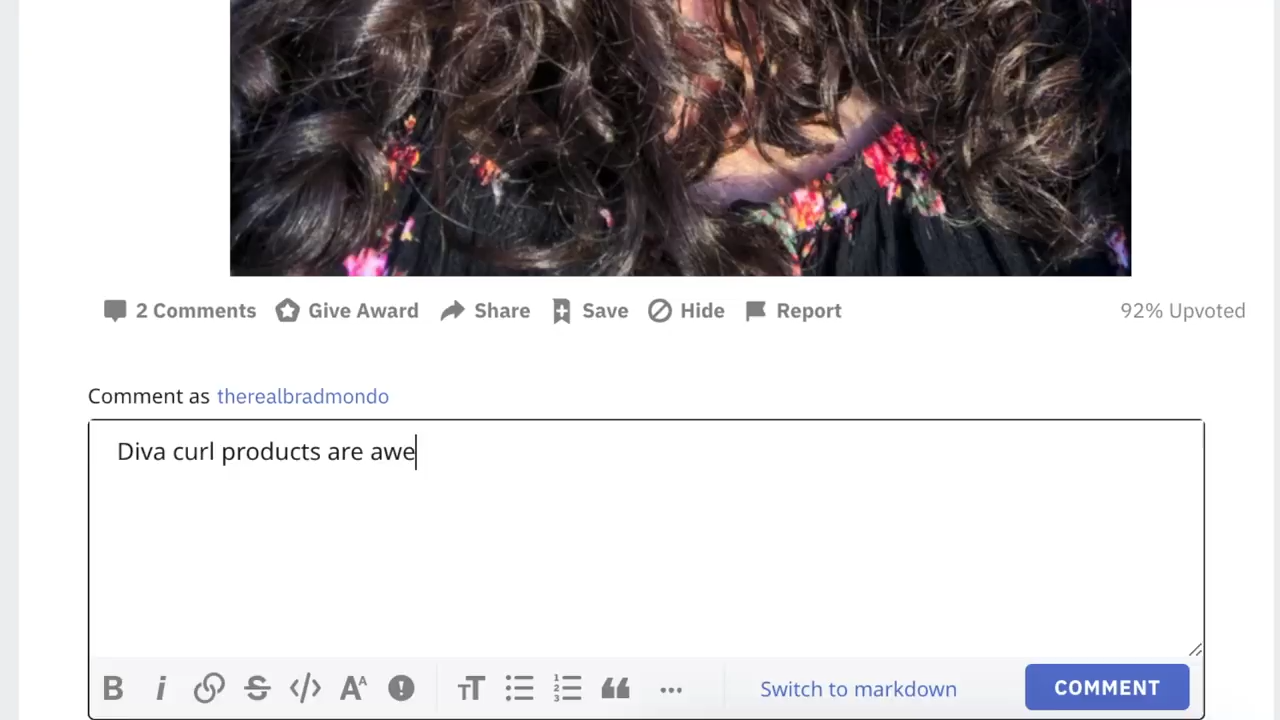 2 Comments Give Award Share Save Hide Report 92% Upvoted
Comment as therealbradmondo
Diva curl products are awe
Switch to markdown COMMENT